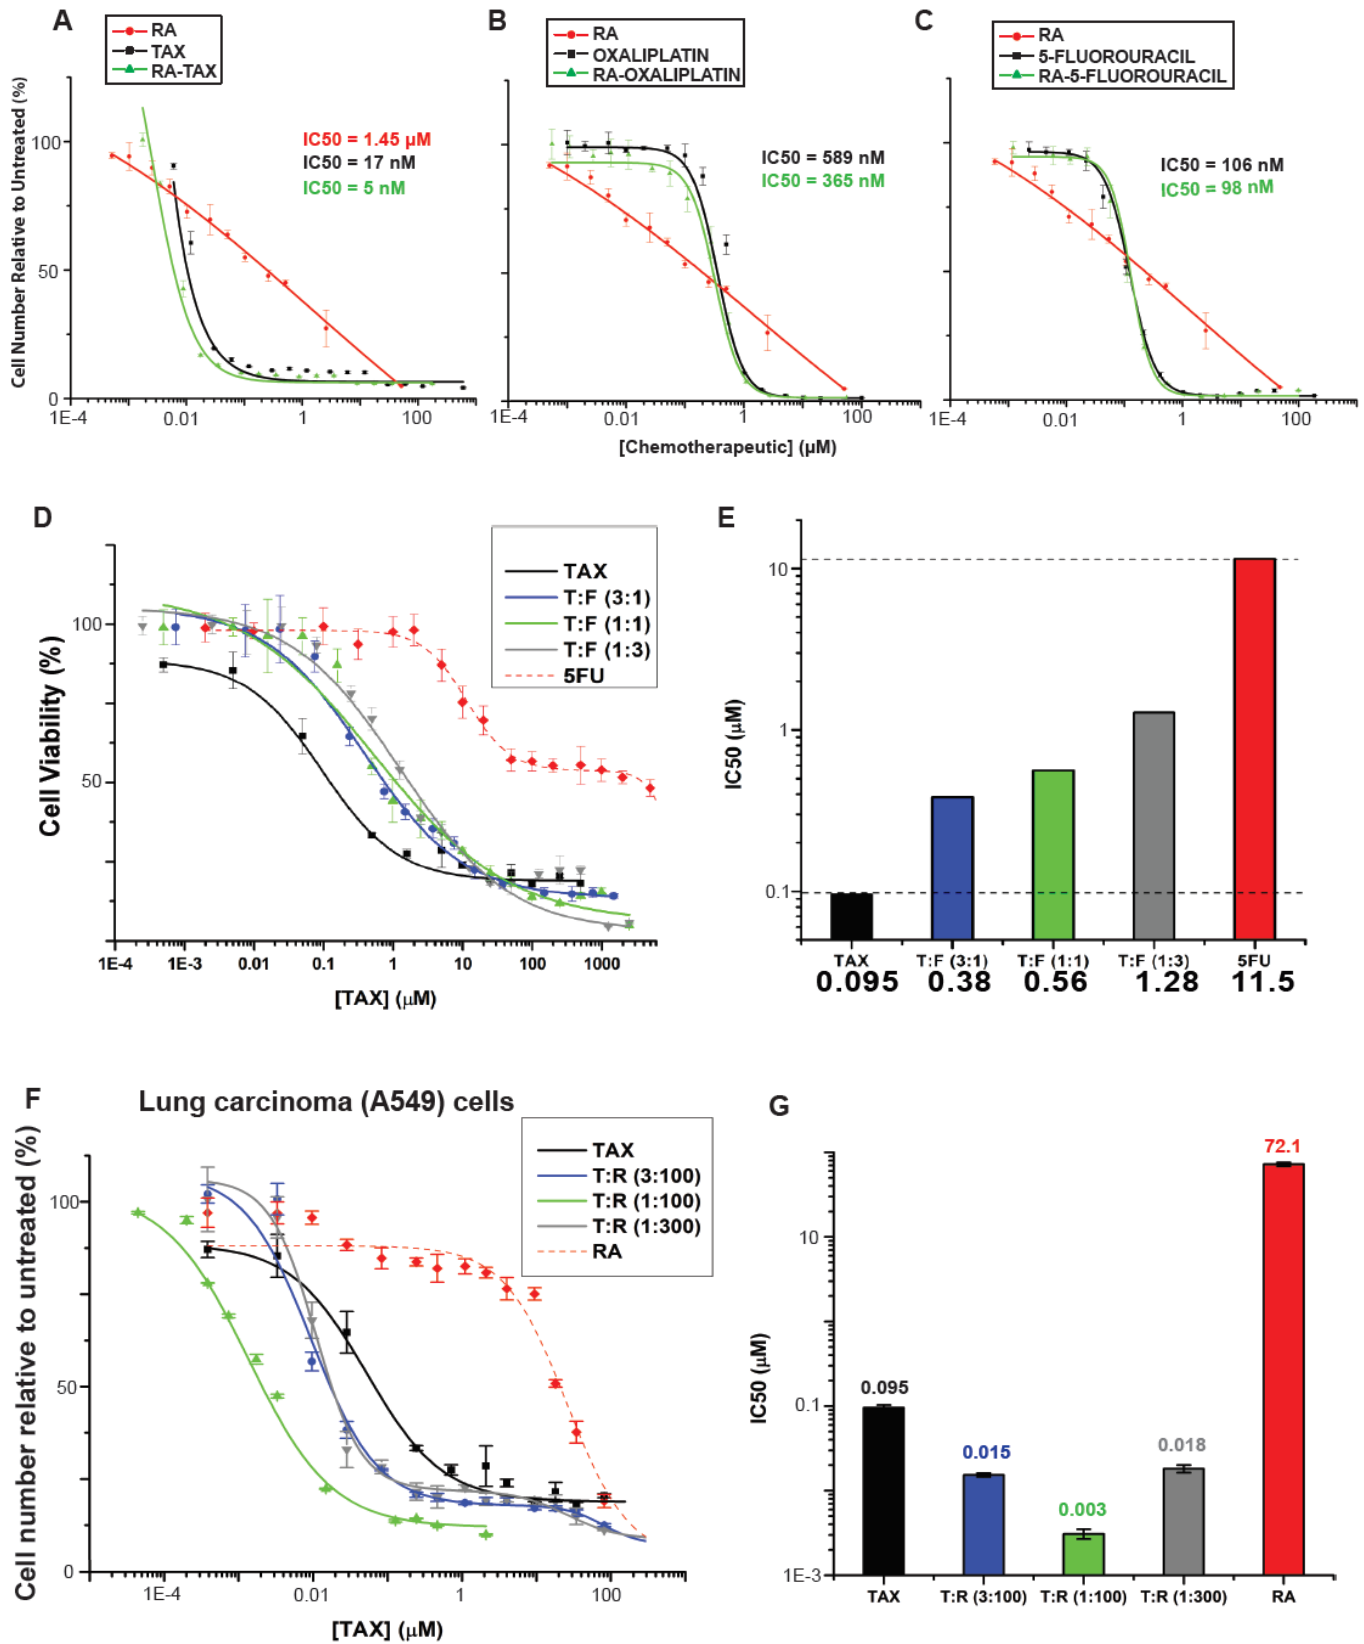 A
RA
TAX
RA-TAX
IC50 = 1.45 µM
IC50 = 17 nM
IC50 = 5 nM
Cell Number Relative to Untreated (%)
100
50
0
1E-4
0.01
1
100
B
RA
OXALIPLATIN
RA-OXALIPLATIN
IC50 = 589 nM
IC50 = 365 nM
1E-4
0.01
1
100
[Chemotherapeutic] (µM)
C
RA
5-FLUOROURACIL
RA-5-FLUOROURACIL
IC50 = 106 nM
IC50 = 98 nM
1E-4
0.01
1
100
D
TAX
T:F (3:1)
T:F (1:1)
T:F (1:3)
5FU
Cell Viability (%)
100
50
1E-4
1E-3
0.01
0.1
1
10
100
1000
[TAX] (µM)
E
IC50 (µM)
10
1
0.1
TAX
T:F (3:1)
T:F (1:1)
T:F (1:3)
5FU
0.095
0.38
0.56
1.28
11.5
F
Lung carcinoma (A549) cells
TAX
T:R (3:100)
T:R (1:100)
T:R (1:300)
RA
Cell number relative to untreated (%)
100
50
0
1E-4
0.01
1
100
[TAX] (µM)
G
IC50 (µM)
10
0.1
1E-3
0.095
0.015
0.003
0.018
72.1
TAX
T:R (3:100)
T:R (1:100)
T:R (1:300)
RA